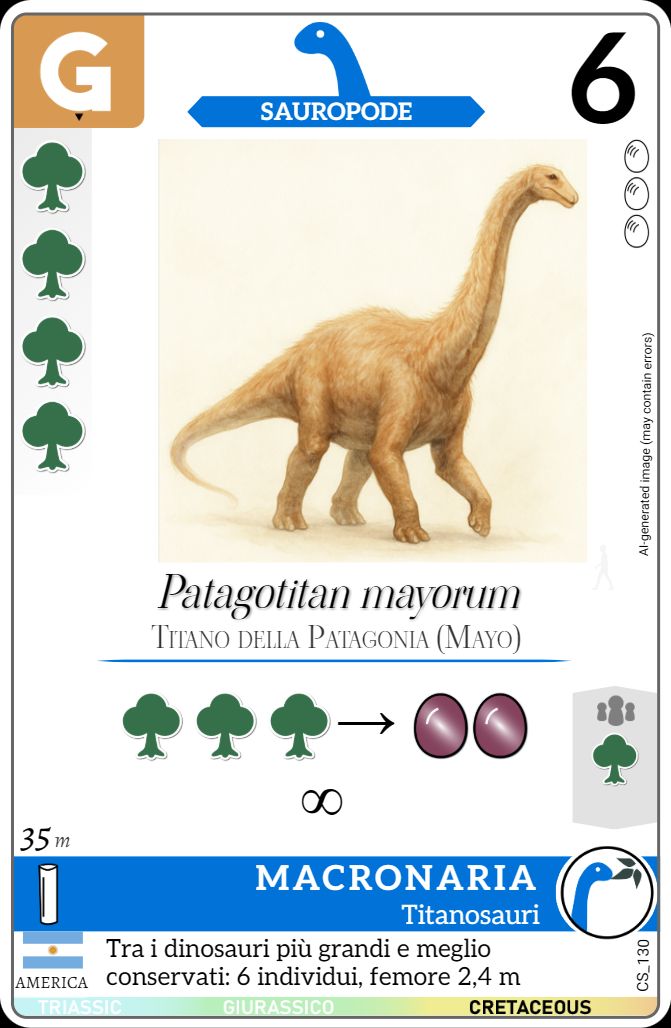 G
SAUROPODE
6
AI-generated image (may contain errors)
Patagotitan mayorum
Titano della Patagonia (Mayo)
∞
35 m
MACRONARIA
Titanosauri
AMERICA
Tra i dinosauri più grandi e meglio
conservati: 6 individui, femore 2,4 m
CS_130
TRIASSIC
GIURASSICO
CRETACEOUS